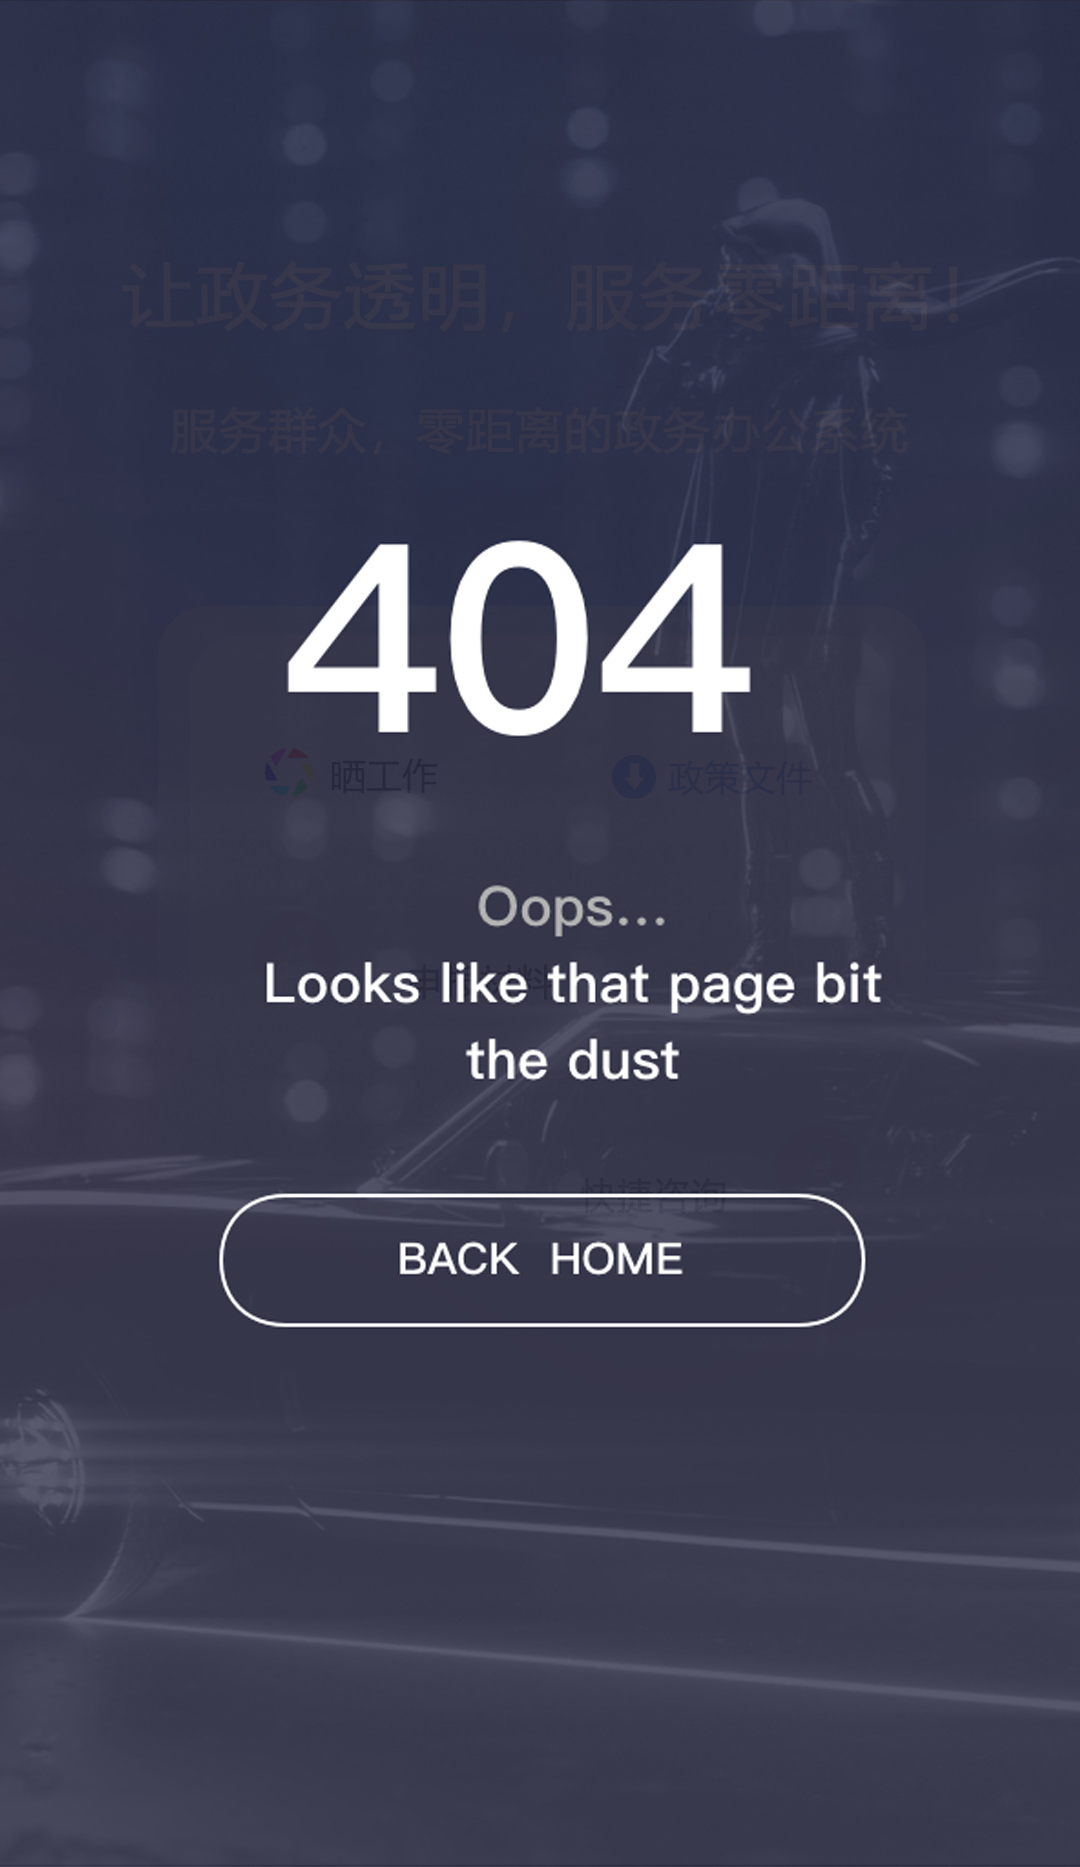 让政务透明，服务零距离！
服务群众，零距离的政务办公系统
404
晒工作 政策文件
Oops...
Looks like that page bit
the dust
快捷咨询
BACK HOME